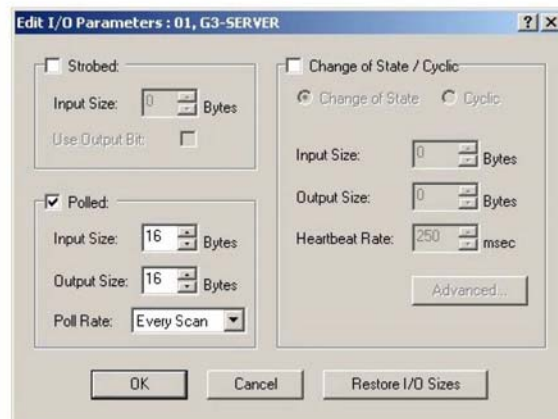 Edit I/O Parameters : 01, G3-SERVER
? ×
Strobed:
Input Size: 0 Bytes
Use Output Bit:
Polled:
Input Size: 16 Bytes
Output Size: 16 Bytes
Poll Rate: Every Scan
Change of State / Cyclic
Change of State Cyclic
Input Size: 0 Bytes
Output Size: 0 Bytes
Heartbeat Rate: 250 msec
Advanced...
OK Cancel Restore I/O Sizes